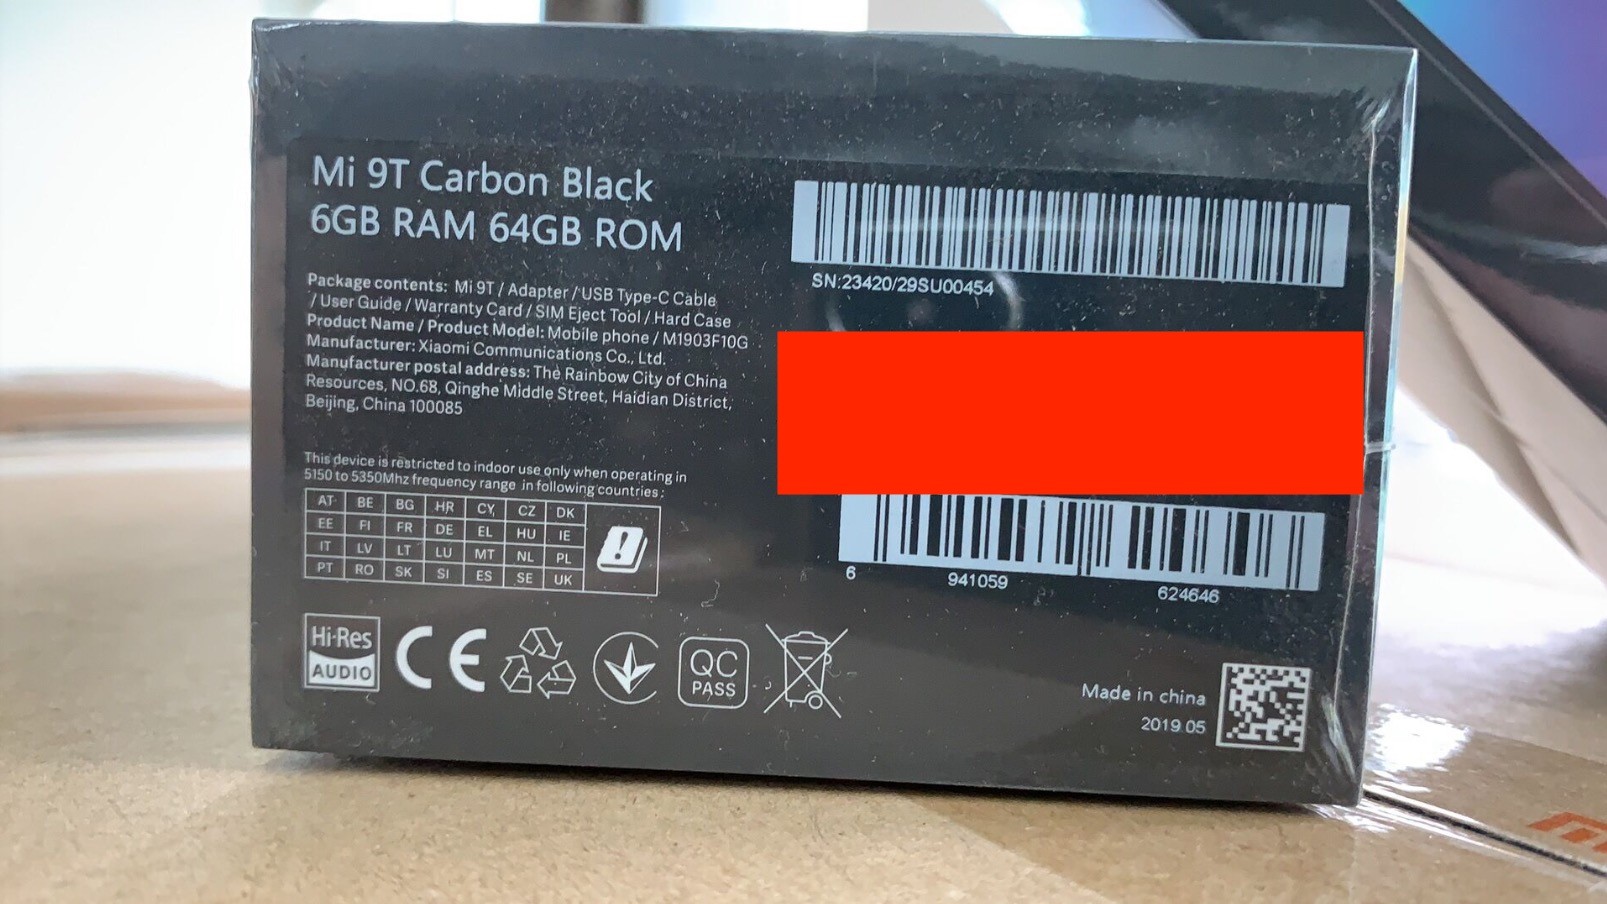 Mi 9T Carbon Black
6GB RAM 64GB ROM
Package contents: Mi 9T / Adapter / USB Type-C Cable
/ User Guide / Warranty Card / SIM Eject Tool / Hard Case
Product Name / Product Model: Mobile phone / M1903F10G
Manufacturer: Xiaomi Communications Co., Ltd.
Manufacturer postal address: The Rainbow City of China
Resources, NO.68, Qinghe Middle Street, Haidian District,
Beijing, China 100085
This device is restricted to indoor use only when operating in
5150 to 5350Mhz frequency range in following countries:
AT BE BG HR CY CZ DK
EE FI FR DE EL HU IE
IT LV LT LU MT NL PL
PT RO SK SI ES SE UK
!
Hi-Res
AUDIO
CE
QC
PASS
SN:23420/29SU00454
6 941059 624646
Made in china
2019.05